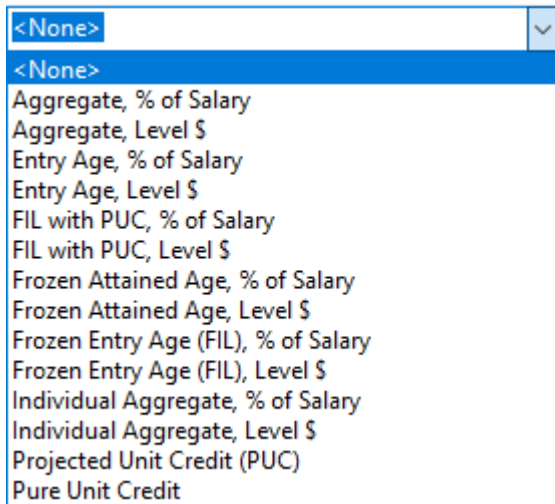 <None>
<None>
Aggregate, % of Salary
Aggregate, Level $
Entry Age, % of Salary
Entry Age, Level $
FIL with PUC, % of Salary
FIL with PUC, Level $
Frozen Attained Age, % of Salary
Frozen Attained Age, Level $
Frozen Entry Age (FIL), % of Salary
Frozen Entry Age (FIL), Level $
Individual Aggregate, % of Salary
Individual Aggregate, Level $
Projected Unit Credit (PUC)
Pure Unit Credit